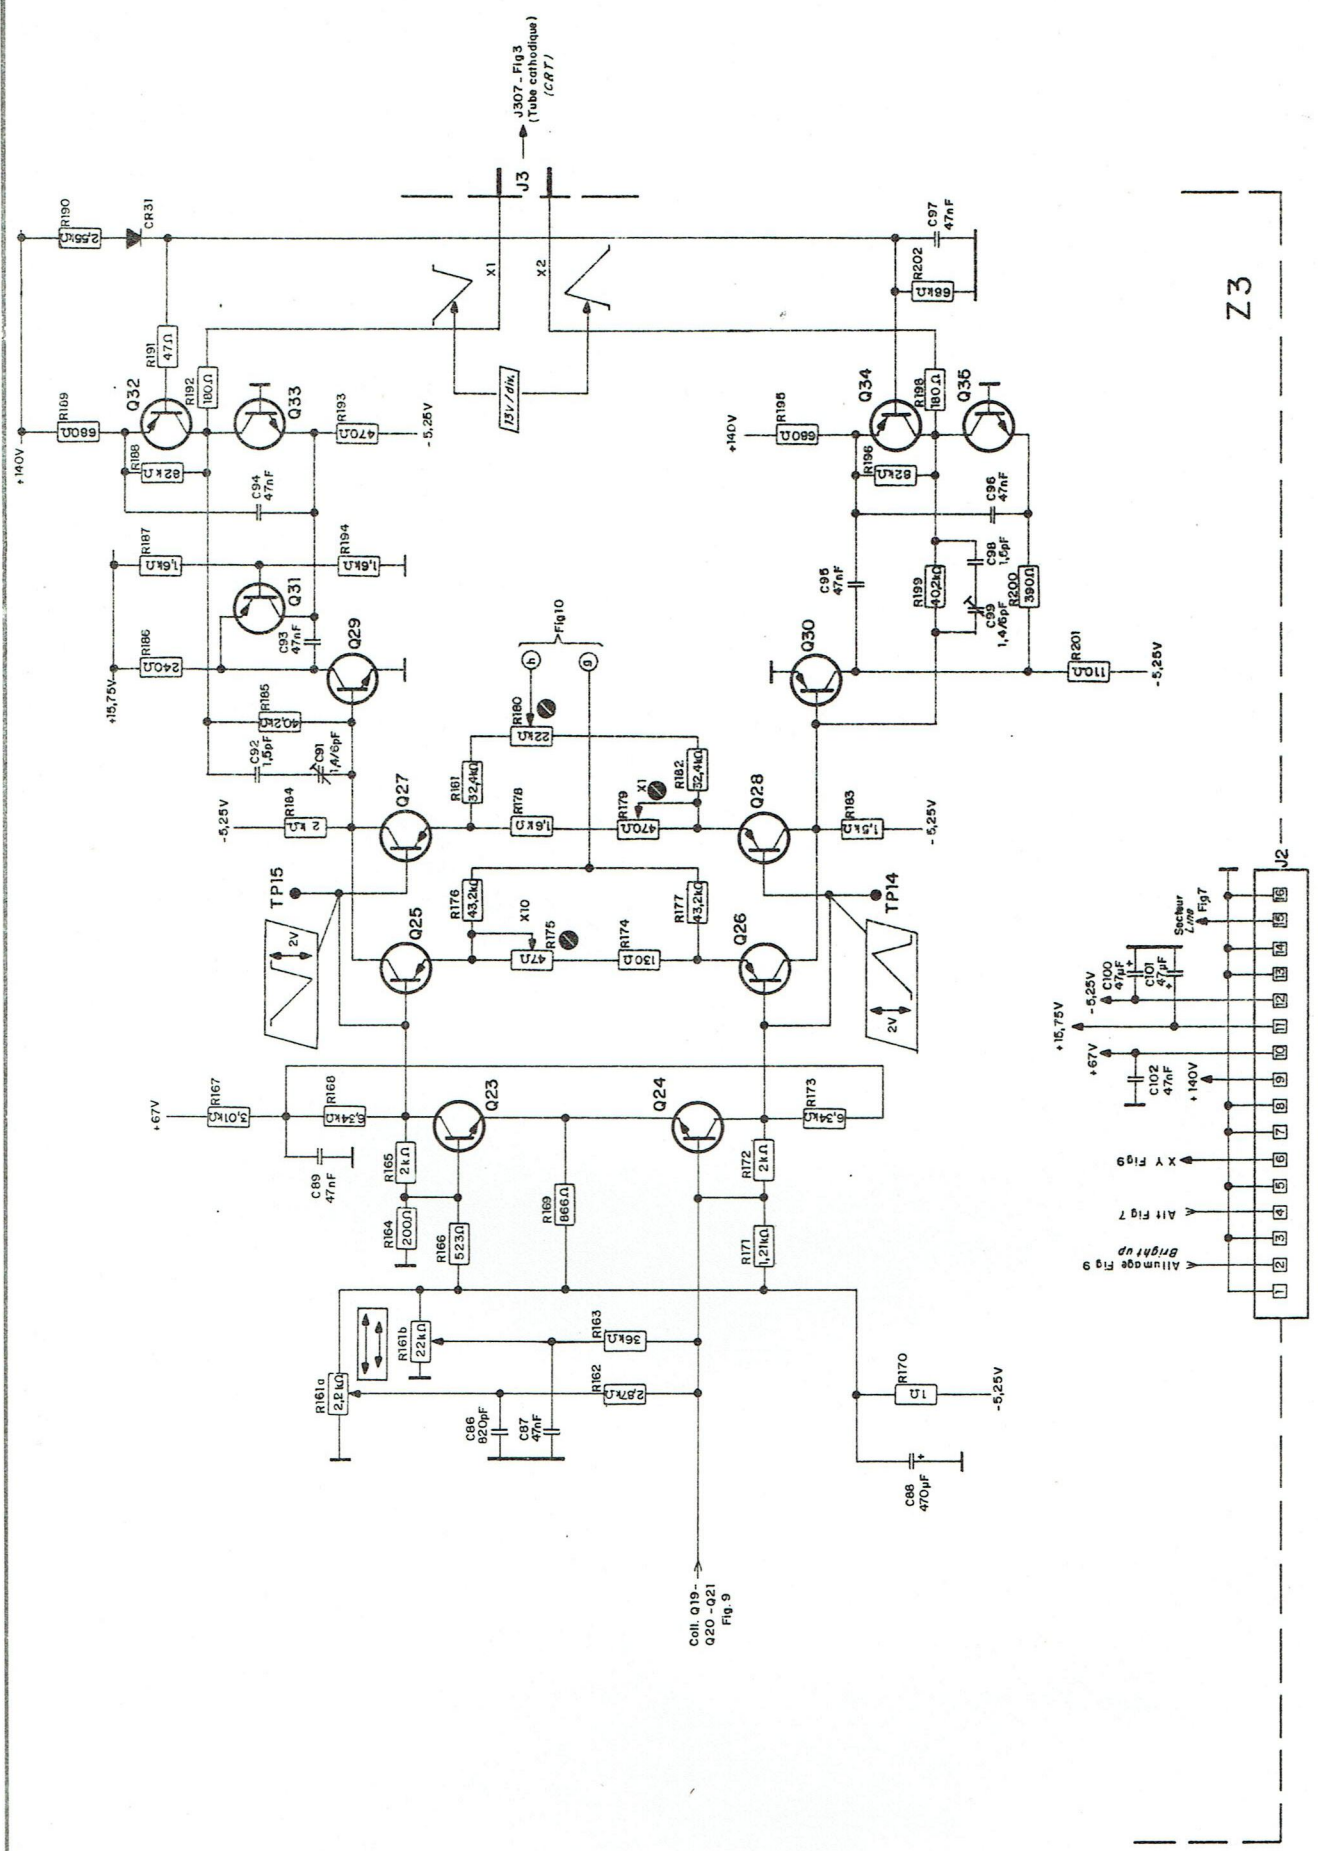 J307_Fig3
(Tube cathodique)
(CRT)
J3
+140V
R190
2,55kΩ
CR31
R189
680Ω
Q32
R191
47Ω
R192
180Ω
R188
82kΩ
Q33
R193
470Ω
-5,25V
C94
47nF
X1
X2
13V/div.
C97
47nF
R202
68kΩ
Q34
R198
180Ω
Q35
R195
680Ω
+140V
R196
82kΩ
C96
47nF
Z3
R187
1,6kΩ
R194
1,6kΩ
Q31
C93
47nF
R186
240Ω
+15,75V
Q29
R185
40,2kΩ
C92
1,5pF
C91
1,4/6pF
-5,25V
R184
2 kΩ
Q27
Fig10
h
g
R180
22kΩ
R181
32,4kΩ
R182
32,4kΩ
R178
1,6kΩ
R179
470Ω
X1
Q28
R183
1,5kΩ
-5,25V
C95
47nF
R199
40,2kΩ
C98
1,5pF
C99
1,4/6pF
R200
390Ω
Q30
R201
110Ω
-5,25V
TP15
2V
Q25
R176
43,2kΩ
X10
R175
47Ω
R174
130Ω
R177
43,2kΩ
Q26
TP14
2V
+67V
R167
3,01kΩ
R168
6,34kΩ
C89
47nF
Q23
Q24
R173
6,34kΩ
R165
2kΩ
R164
200Ω
R166
523Ω
R169
866Ω
R172
2kΩ
R171
1,21kΩ
R161a
2,2kΩ
R161b
22kΩ
R163
36kΩ
R162
2,87kΩ
C86
820pF
C87
47nF
R170
1Ω
-5,25V
C88
470µF
+
Coll. Q19-
Q20-Q21
Fig. 9
J2
Secteur
Line Fig7
-5,25V
C100
47µF
+
C101
47µF
+
+15,75V
+67V
C102
47nF
+140V
X Y Fig9
Alt Fig 7
Allumage Fig 9
Bright up
16
15
14
13
12
11
10
9
8
7
6
5
4
3
2
1